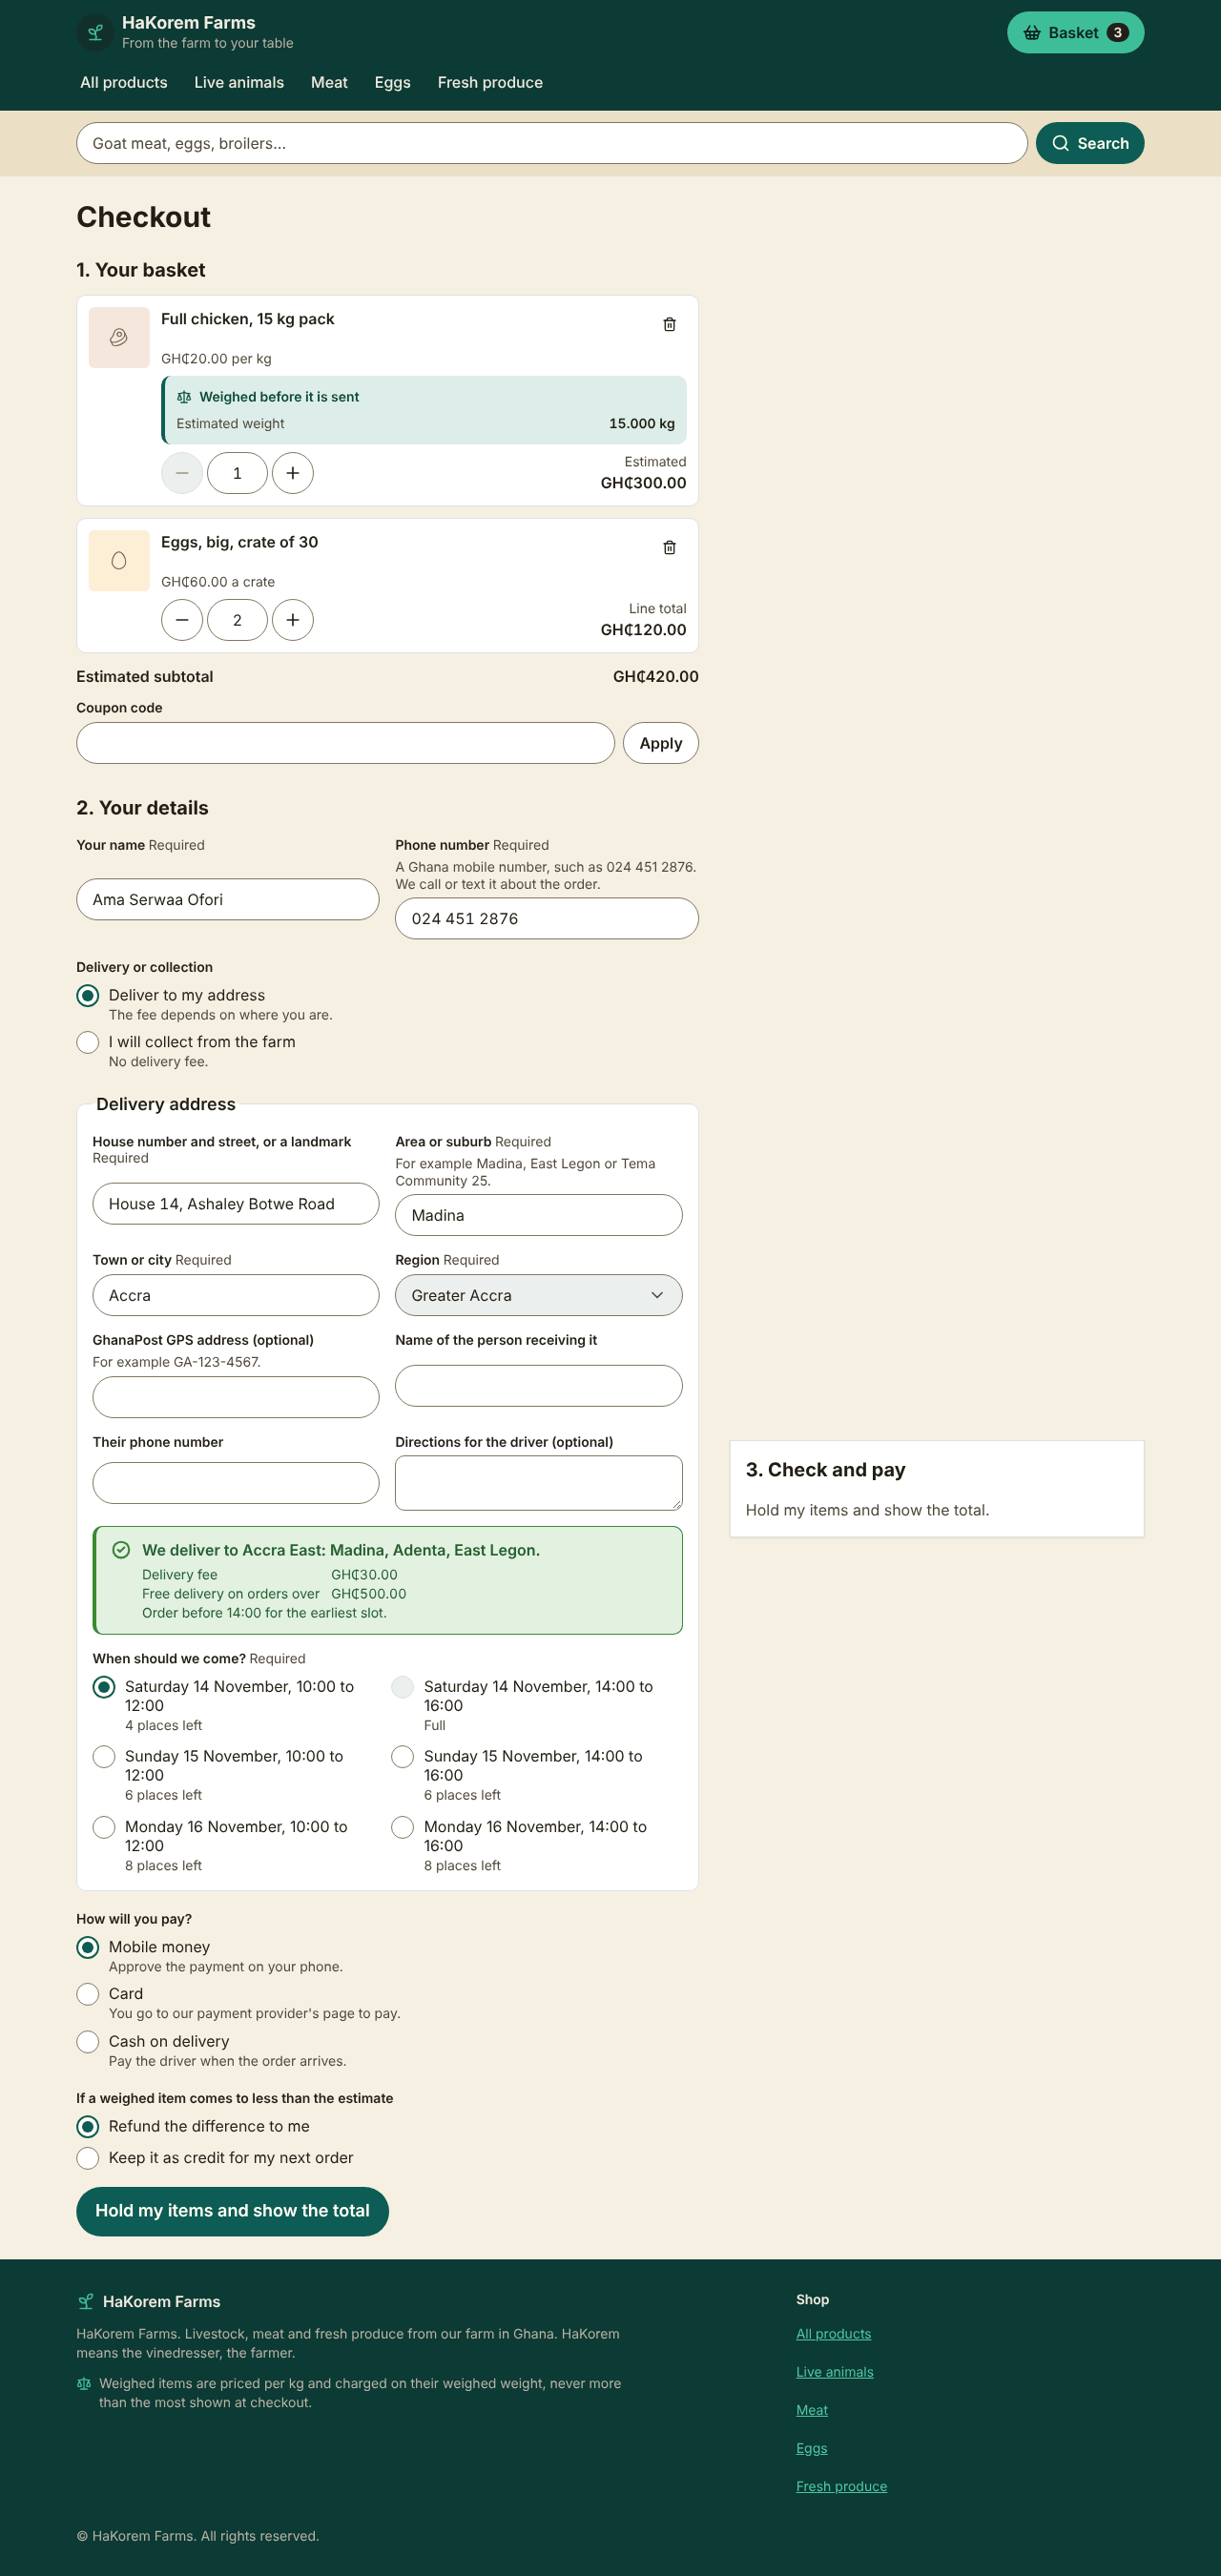 HaKorem Farms
From the farm to your table
Basket 3
All products Live animals Meat Eggs Fresh produce
Goat meat, eggs, broilers...
Search
Checkout
1. Your basket
Full chicken, 15 kg pack
GH₵20.00 per kg
Weighed before it is sent
Estimated weight 15.000 kg
1
Estimated
GH₵300.00
Eggs, big, crate of 30
GH₵60.00 a crate
2
Line total
GH₵120.00
Estimated subtotal GH₵420.00
Coupon code
Apply
2. Your details
Your name Required
Ama Serwaa Ofori
Phone number Required
A Ghana mobile number, such as 024 451 2876.
We call or text it about the order.
024 451 2876
Delivery or collection
Deliver to my address
The fee depends on where you are.
I will collect from the farm
No delivery fee.
Delivery address
House number and street, or a landmark
Required
House 14, Ashaley Botwe Road
Area or suburb Required
For example Madina, East Legon or Tema
Community 25.
Madina
Town or city Required
Accra
Region Required
Greater Accra
GhanaPost GPS address (optional)
For example GA-123-4567.
Name of the person receiving it
Their phone number
Directions for the driver (optional)
We deliver to Accra East: Madina, Adenta, East Legon.
Delivery fee GH₵30.00
Free delivery on orders over GH₵500.00
Order before 14:00 for the earliest slot.
When should we come? Required
Saturday 14 November, 10:00 to
12:00
4 places left
Saturday 14 November, 14:00 to
16:00
Full
Sunday 15 November, 10:00 to
12:00
6 places left
Sunday 15 November, 14:00 to
16:00
6 places left
Monday 16 November, 10:00 to
12:00
8 places left
Monday 16 November, 14:00 to
16:00
8 places left
How will you pay?
Mobile money
Approve the payment on your phone.
Card
You go to our payment provider's page to pay.
Cash on delivery
Pay the driver when the order arrives.
If a weighed item comes to less than the estimate
Refund the difference to me
Keep it as credit for my next order
Hold my items and show the total
3. Check and pay
Hold my items and show the total.
HaKorem Farms
HaKorem Farms. Livestock, meat and fresh produce from our farm in Ghana. HaKorem
means the vinedresser, the farmer.
Weighed items are priced per kg and charged on their weighed weight, never more
than the most shown at checkout.
Shop
All products
Live animals
Meat
Eggs
Fresh produce
© HaKorem Farms. All rights reserved.